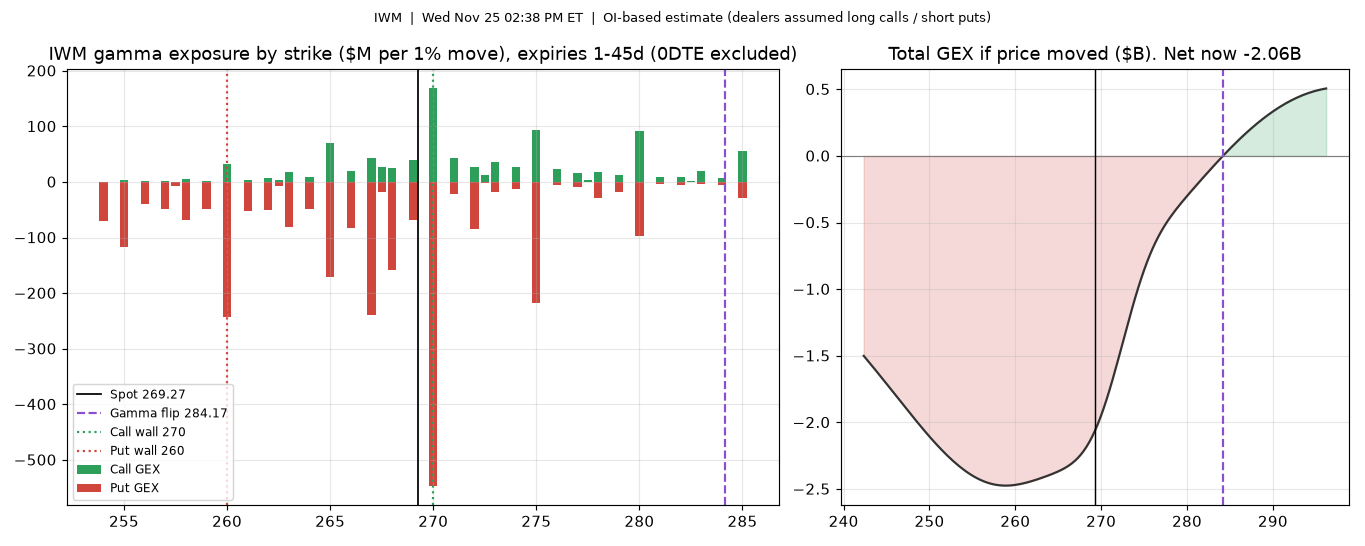 IWM | Wed Nov 25 02:38 PM ET | OI-based estimate (dealers assumed long calls / short puts)
IWM gamma exposure by strike ($M per 1% move), expiries 1-45d (0DTE excluded)
200
100
0
−100
−200
−300
−400
−500
Spot 269.27
Gamma flip 284.17
Call wall 270
Put wall 260
Call GEX
Put GEX
255 260 265 270 275 280 285
Total GEX if price moved ($B). Net now -2.06B
0.5
0.0
−0.5
−1.0
−1.5
−2.0
−2.5
240 250 260 270 280 290